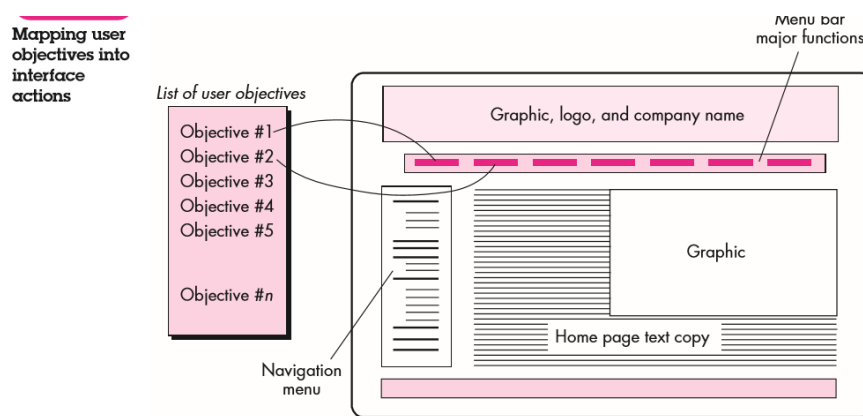 Mapping user
objectives into
interface
actions
List of user objectives
Objective #1
Objective #2
Objective #3
Objective #4
Objective #5
Objective #n
Menu bar
major functions
Graphic, logo, and company name
Graphic
Home page text copy
Navigation
menu